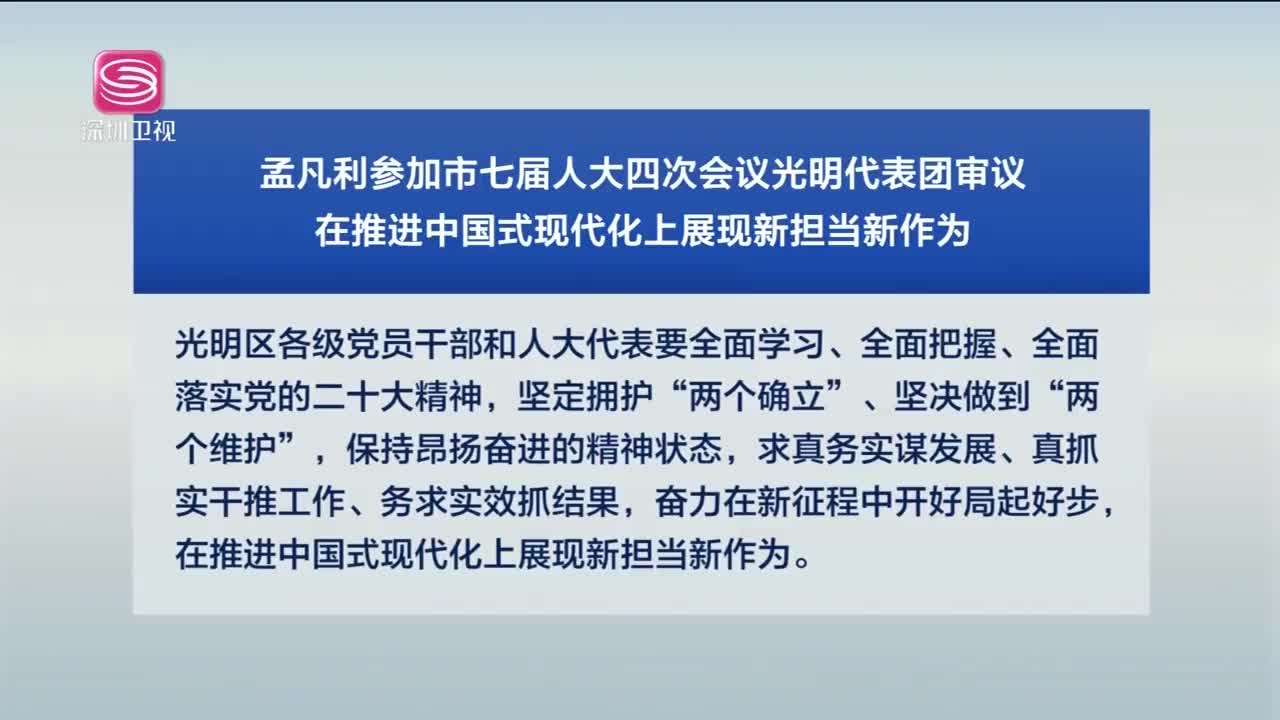 深圳卫视
孟凡利参加市七届人大四次会议光明代表团审议
在推进中国式现代化上展现新担当新作为
光明区各级党员干部和人大代表要全面学习、全面把握、全面
落实党的二十大精神，坚定拥护“两个确立”、坚决做到“两
个维护”，保持昂扬奋进的精神状态，求真务实谋发展、真抓
实干推工作、务求实效抓结果，奋力在新征程中开好局起好步，
在推进中国式现代化上展现新担当新作为。